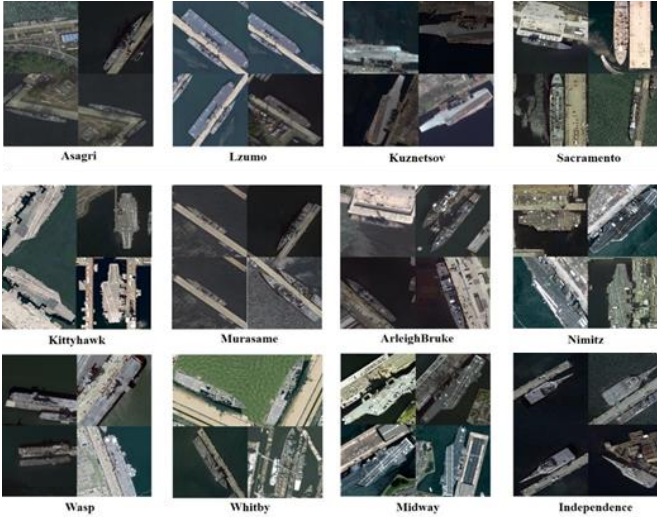 Asagri
Lzumo
Kuznetsov
Sacramento
Kittyhawk
Murasame
ArleighBruke
Nimitz
Wasp
Whitby
Midway
Independence